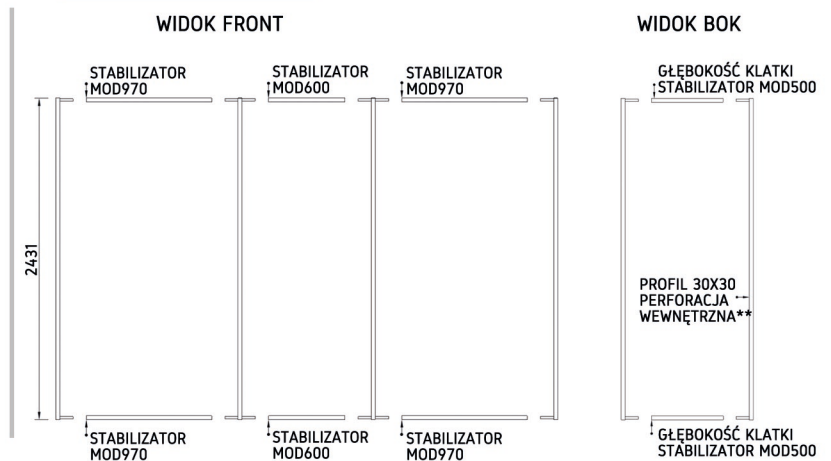 WIDOK FRONT
WIDOK BOK
STABILIZATOR
MOD970
STABILIZATOR
MOD600
STABILIZATOR
MOD970
GŁĘBOKOŚĆ KLATKI
STABILIZATOR MOD500
2431
PROFIL 30X30
PERFORACJA
WEWNĘTRZNA**
STABILIZATOR
MOD970
STABILIZATOR
MOD600
STABILIZATOR
MOD970
GŁĘBOKOŚĆ KLATKI
STABILIZATOR MOD500